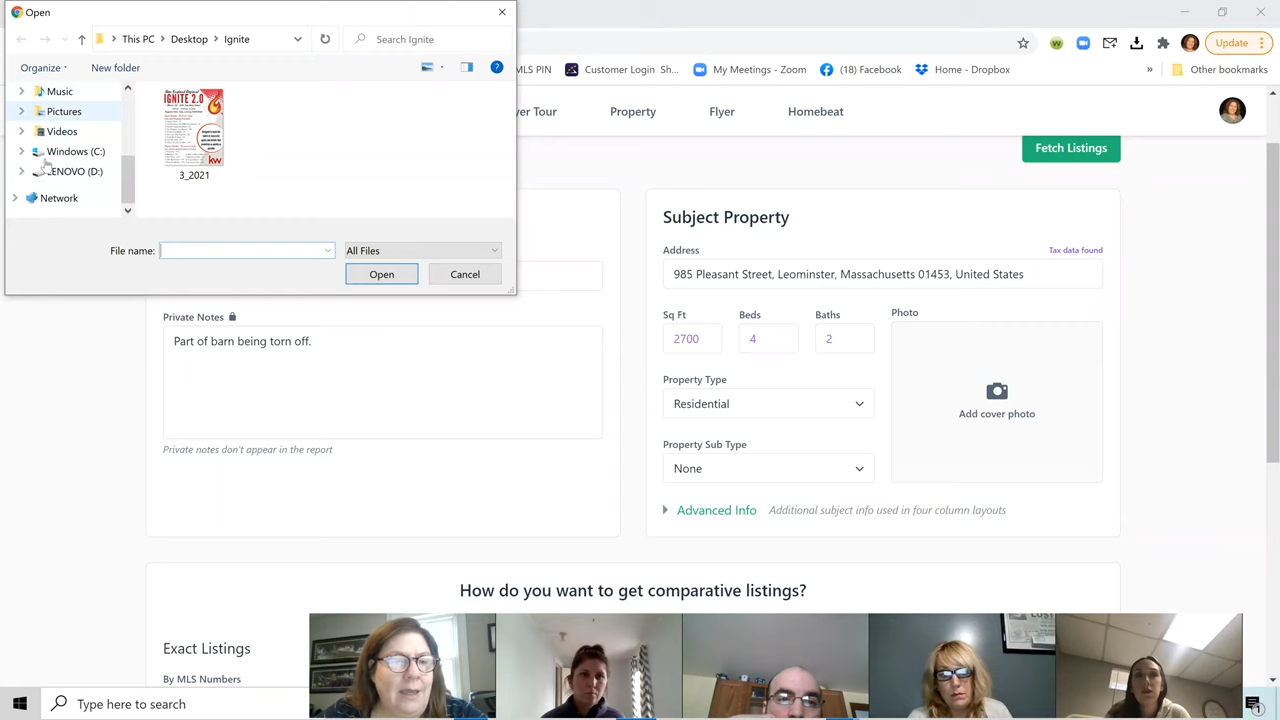 Open
This PC
Desktop
Ignite
Search Ignite
Update
Organize
New folder
MLS PIN
Customer Login Sh...
My Meetings - Zoom
(18) Facebook
Home - Dropbox
»
Other bookmarks
Music
Pictures
Videos
Windows (C:)
LENOVO (D:)
Network
IGNITE 2.0
kw
3_2021
er Tour
Flyer
Homebeat
Fetch Listings
File name:
All Files
Open
Cancel
Private Notes
Part of barn being torn off.
Private notes don't appear in the report
Subject Property
Address
Tax data found
985 Pleasant Street, Leominster, Massachusetts 01453, United States
Sq Ft
Beds
Baths
Photo
2700
4
2
Property Type
Residential
Add cover photo
Property Sub Type
None
Advanced Info
Additional subject info used in four column layouts
How do you want to get comparative listings?
Exact Listings
By MLS Numbers
Type here to search
1